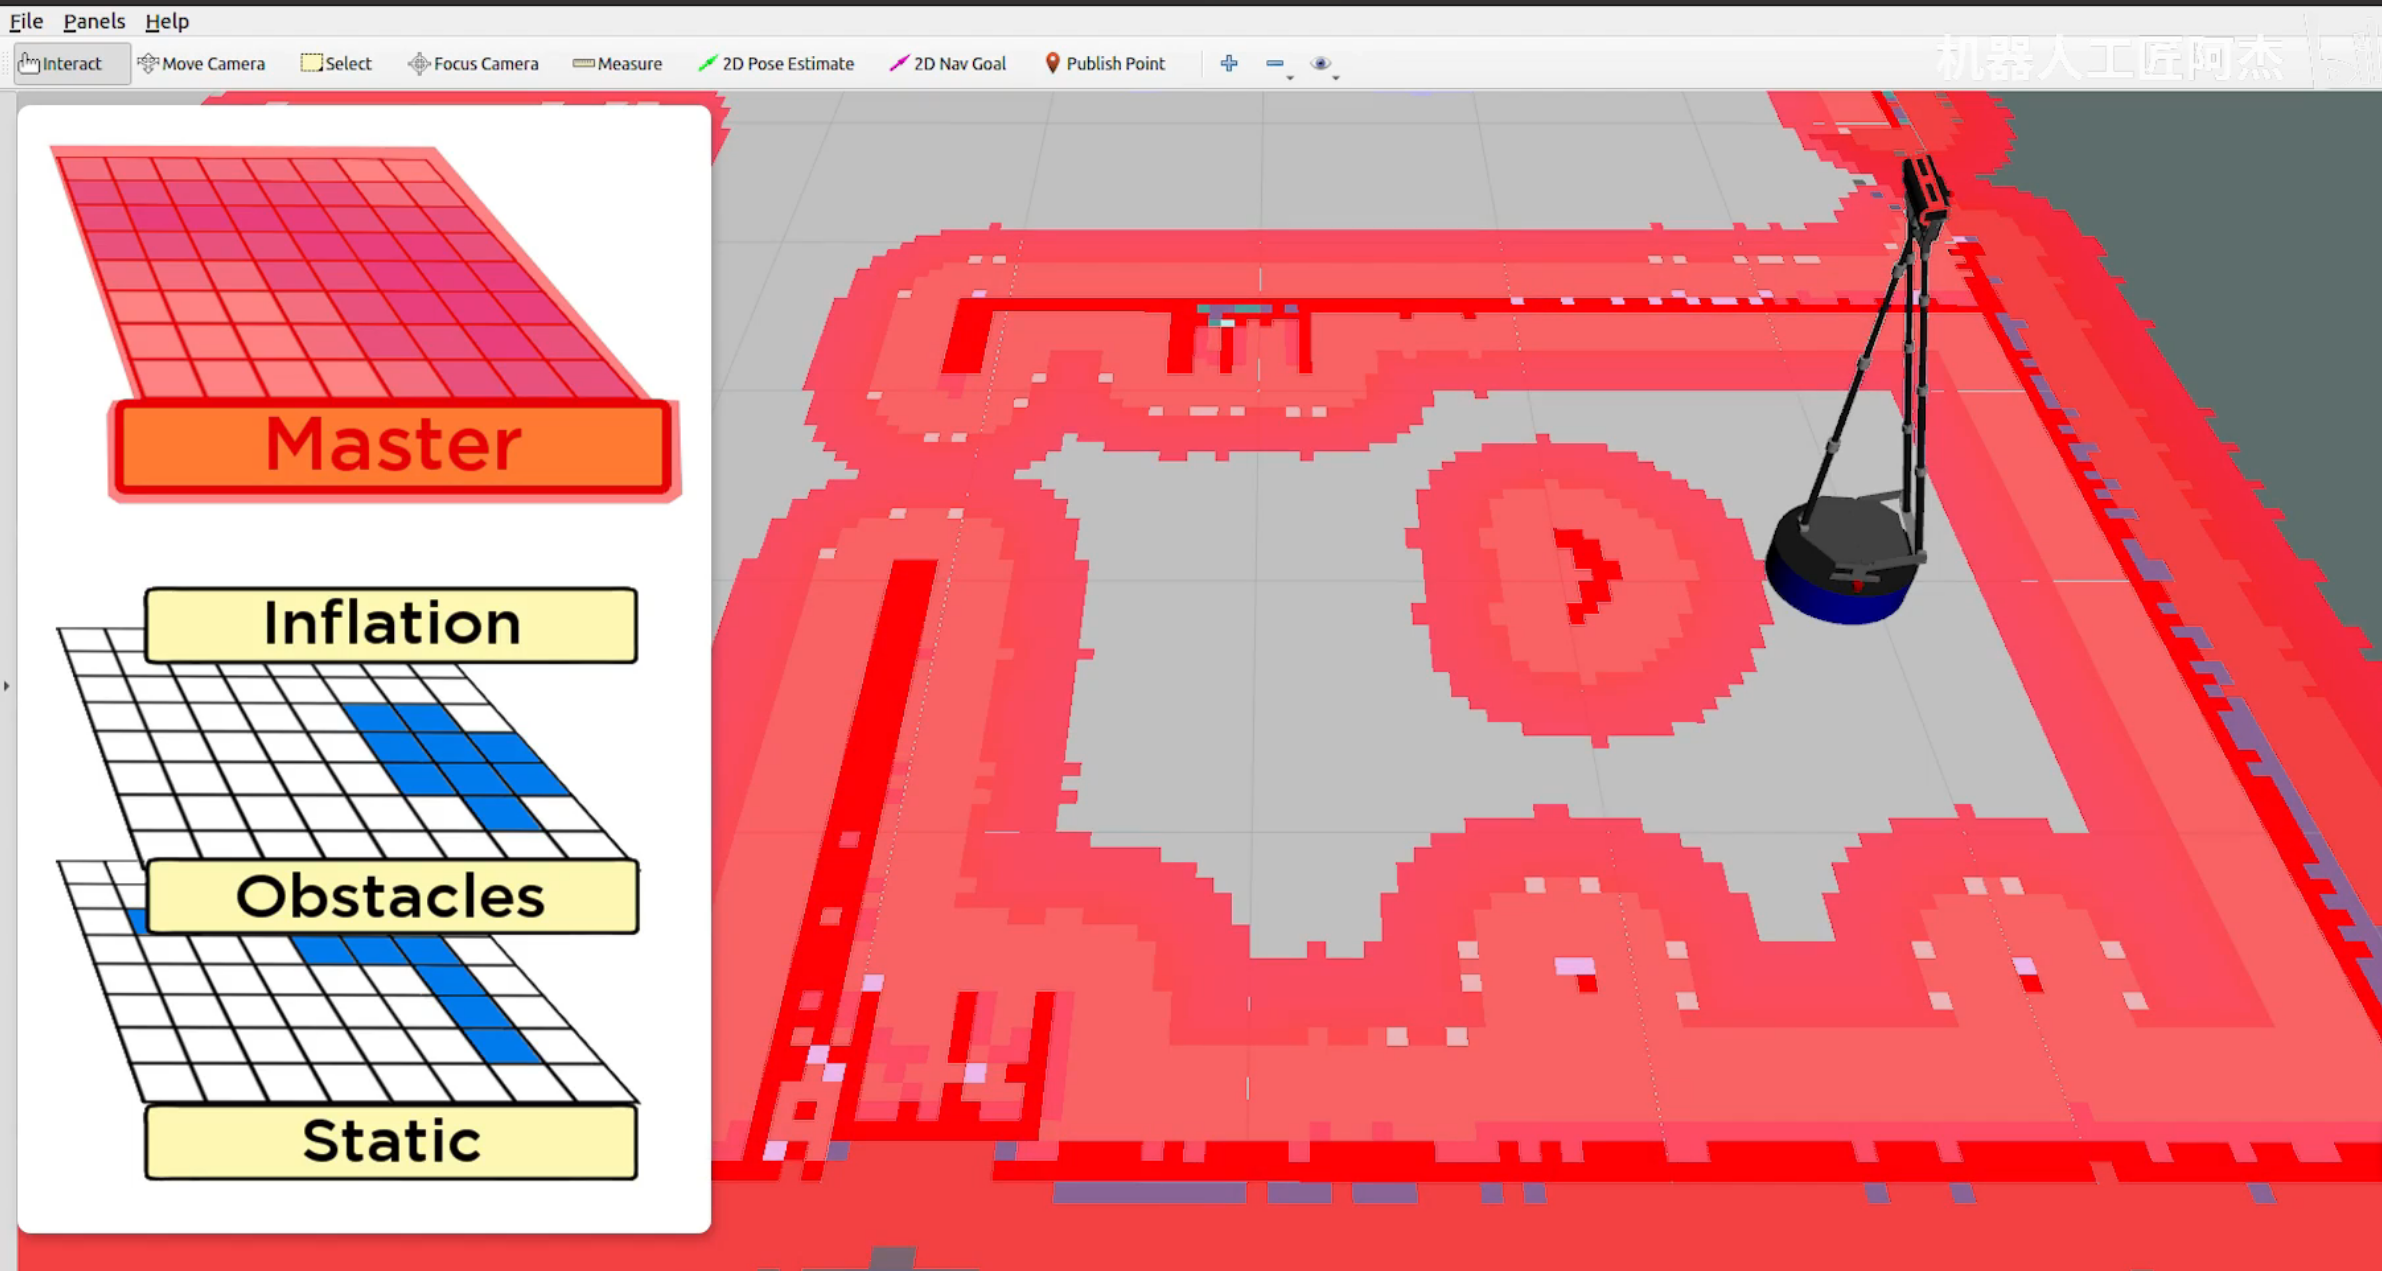 File Panels Help
Interact Move Camera Select Focus Camera Measure 2D Pose Estimate 2D Nav Goal Publish Point
机器人工匠阿杰
Master
Inflation
Obstacles
Static